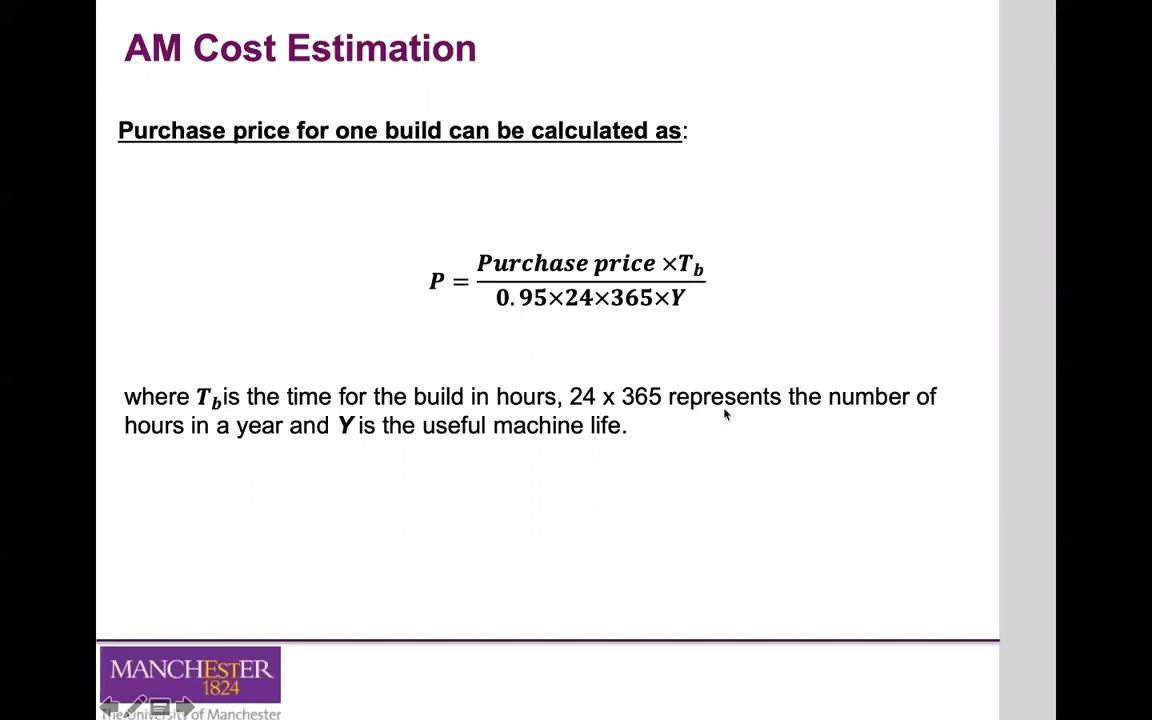 AM Cost Estimation
Purchase price for one build can be calculated as:
P = Purchase price ×T_b / 0.95×24×365×Y
where T_b is the time for the build in hours, 24 x 365 represents the number of
hours in a year and Y is the useful machine life.
MANCHESTER
1824
The University of Manchester